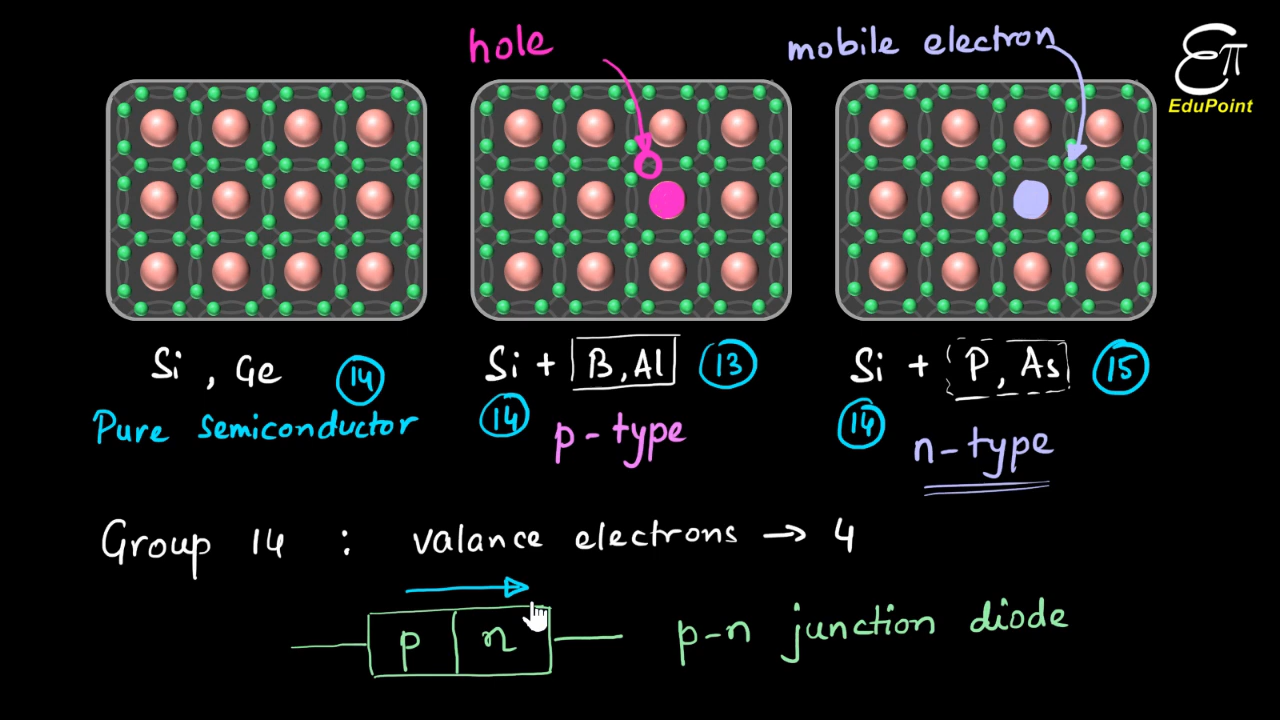 hole
mobile electron
επ
EduPoint
Si, Ge 14
Pure semiconductor
Si + B, Al 13
14
p-type
Si + P, As 15
14
n-type
Group 14 : valance electrons → 4
p n
p-n junction diode